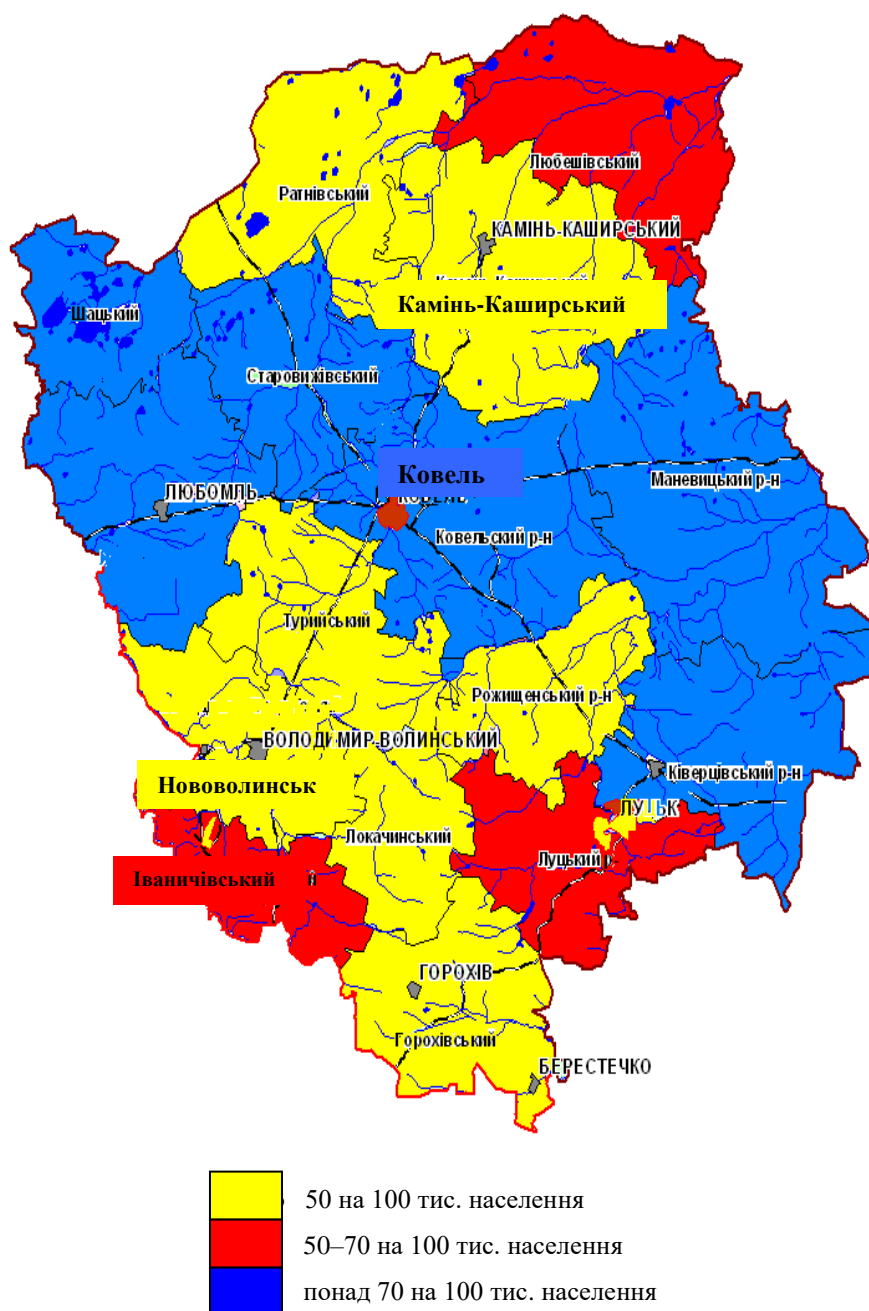 Любешівський
Ратнівський
КАМІНЬ-КАШИРСЬКИЙ
Камінь-Каширський
Шацький
Старовижівський
Ковель
Маневицький р-н
ЛЮБОМЛЬ
Ковельский р-н
Турийський
Рожищенський р-н
ВОЛОДИМИР-ВОЛИНСЬКИЙ
Ківерцівський р-н
Нововолинськ
ЛУЦЬК
Локачинський
Луцький р
Іваничівський
ГОРОХІВ
Горохівський
БЕРЕСТЕЧКО
50 на 100 тис. населення
50–70 на 100 тис. населення
понад 70 на 100 тис. населення